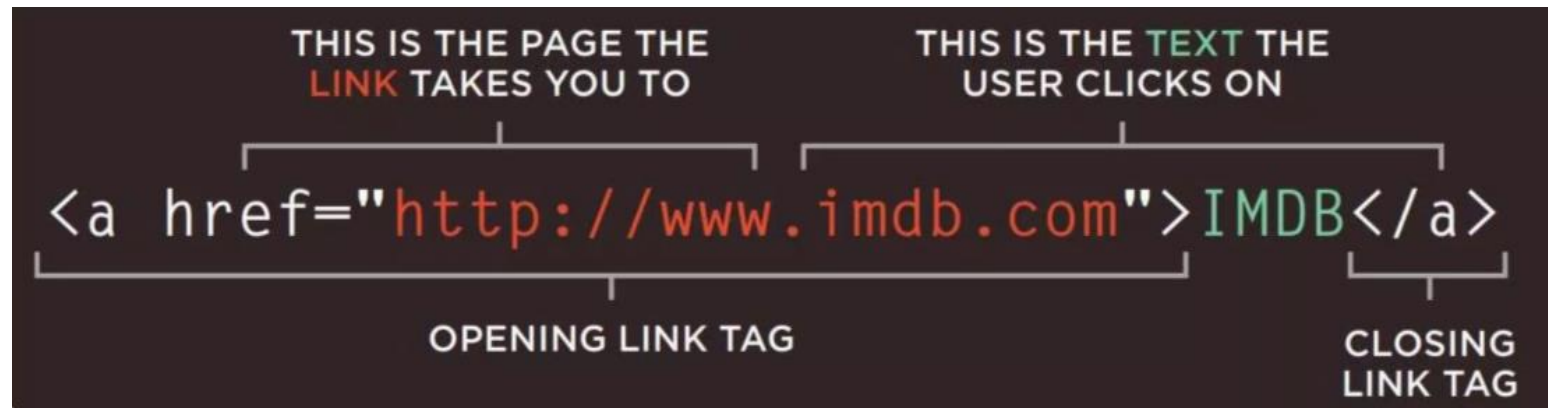 THIS IS THE PAGE THE
LINK TAKES YOU TO
THIS IS THE TEXT THE
USER CLICKS ON
<a href="http://www.imdb.com">IMDB</a>
OPENING LINK TAG
CLOSING
LINK TAG